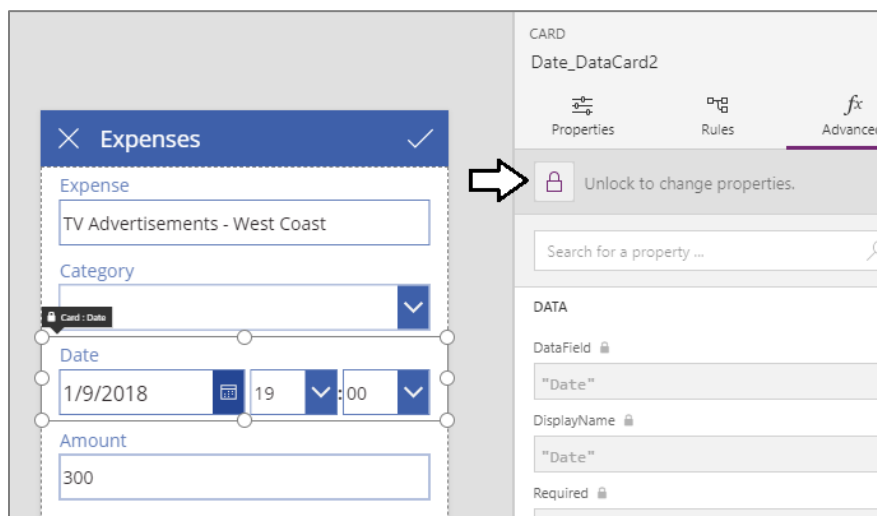 CARD
Date_DataCard2
Properties
Rules
fx
Advanced
Unlock to change properties.
Search for a property ...
DATA
DataField
"Date"
DisplayName
"Date"
Required
Expenses
Expense
TV Advertisements - West Coast
Category
Card : Date
Date
1/9/2018 19 : 00
Amount
300